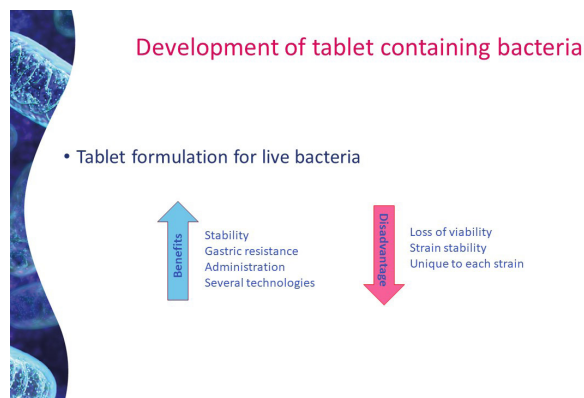 Development of tablet containing bacteria
• Tablet formulation for live bacteria
Benefits
Stability
Gastric resistance
Administration
Several technologies
Disadvantage
Loss of viability
Strain stability
Unique to each strain